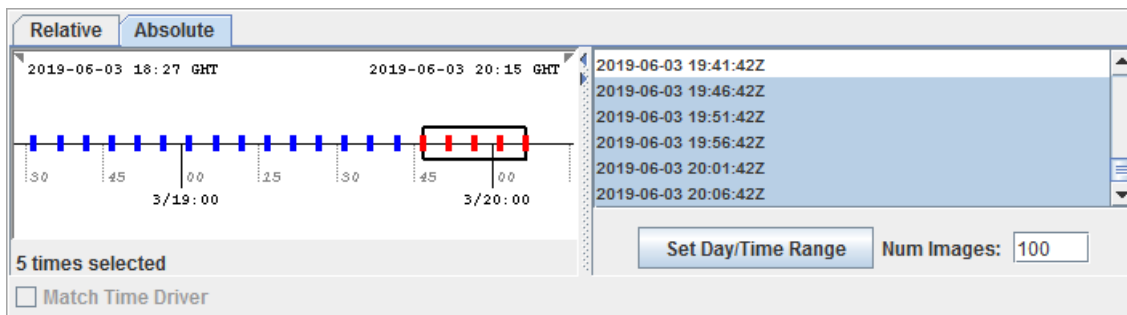 Relative Absolute
2019-06-03 18:27 GMT 2019-06-03 20:15 GMT
:30 :45 00 :15 :30 :45 00
3/19:00 3/20:00
5 times selected
2019-06-03 19:41:42Z
2019-06-03 19:46:42Z
2019-06-03 19:51:42Z
2019-06-03 19:56:42Z
2019-06-03 20:01:42Z
2019-06-03 20:06:42Z
Set Day/Time Range Num Images: 100
Match Time Driver